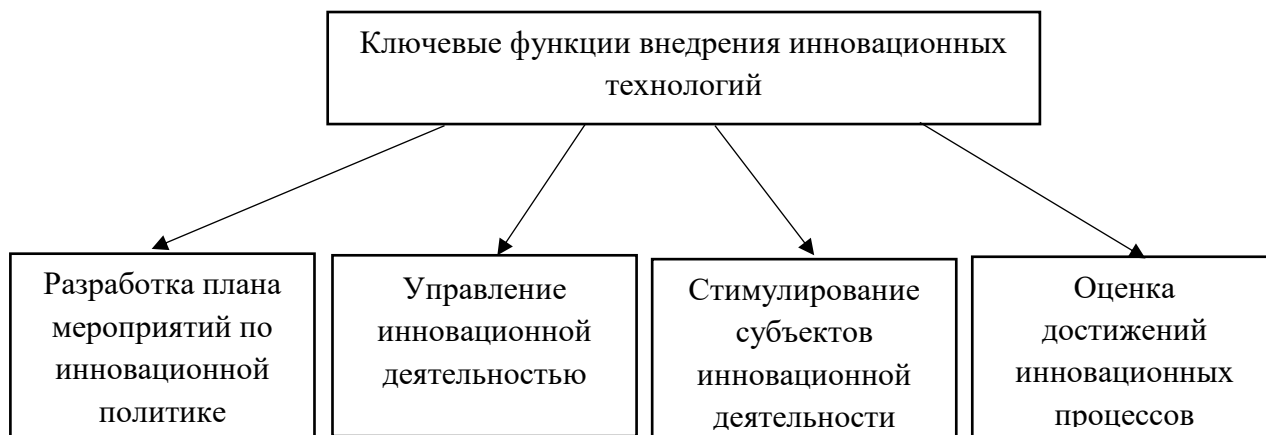 Ключевые функции внедрения инновационных
технологий
Разработка плана
мероприятий по
инновационной
политике
Управление
инновационной
деятельностью
Стимулирование
субъектов
инновационной
деятельности
Оценка
достижений
инновационных
процессов